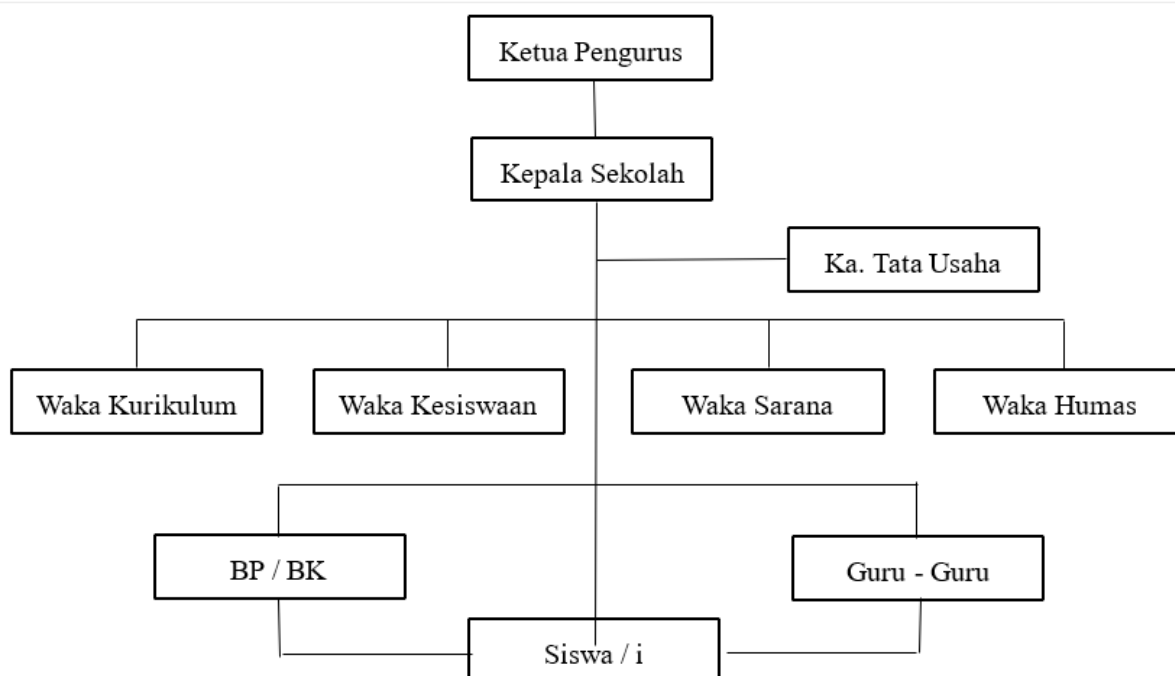 Ketua Pengurus
Kepala Sekolah
Ka. Tata Usaha
Waka Kurikulum
Waka Kesiswaan
Waka Sarana
Waka Humas
BP / BK
Guru - Guru
Siswa / i